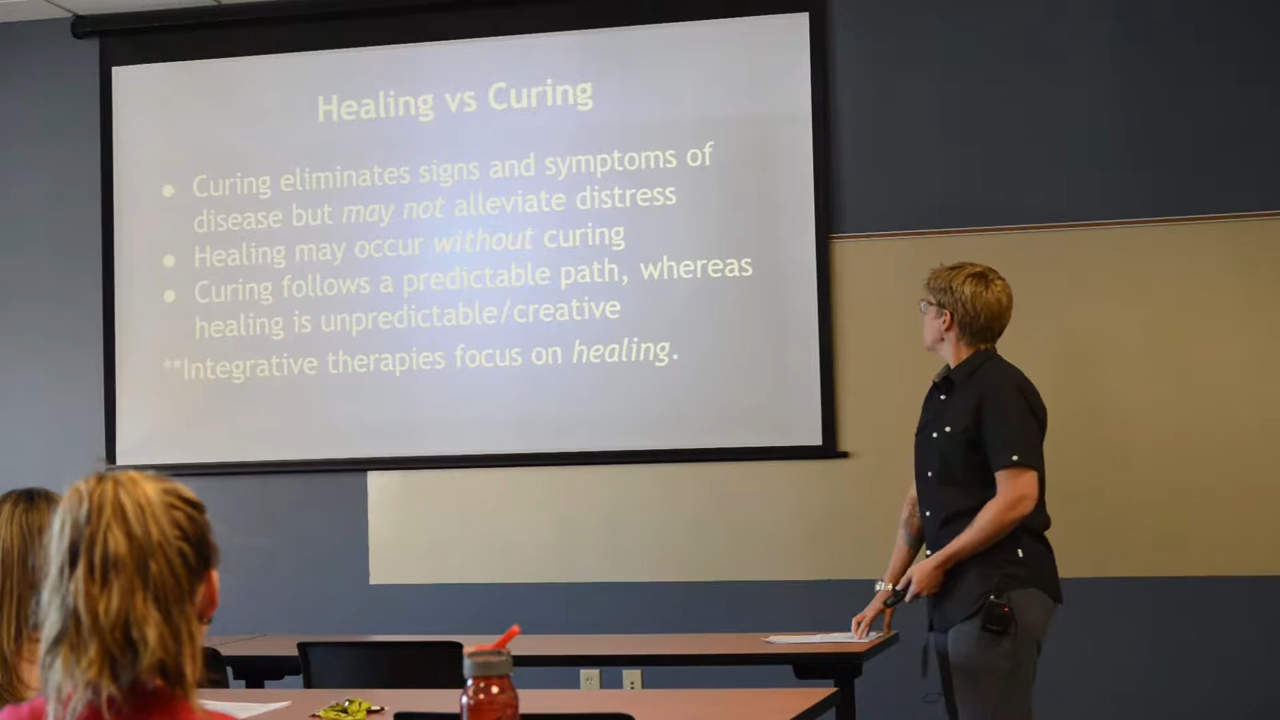 Healing vs Curing
● Curing eliminates signs and symptoms of
disease but may not alleviate distress
● Healing may occur without curing
● Curing follows a predictable path, whereas
healing is unpredictable/creative
**Integrative therapies focus on healing.